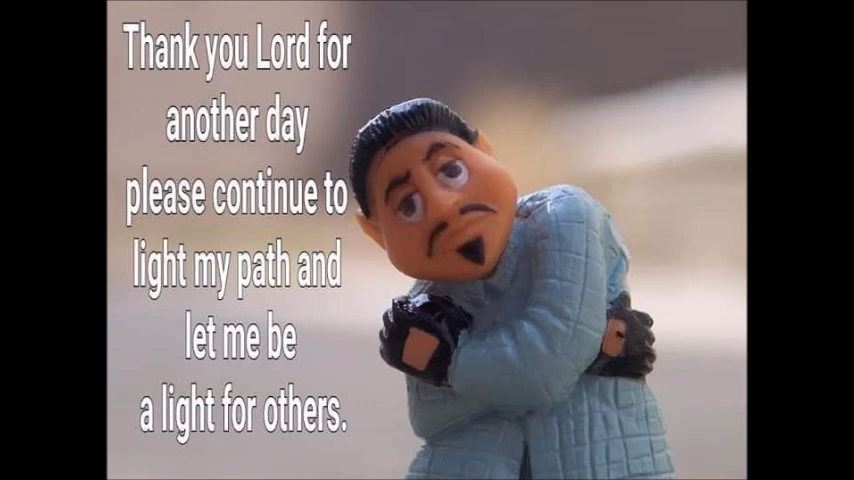 Thank you Lord for
another day
please continue to
light my path and
let me be
a light for others.